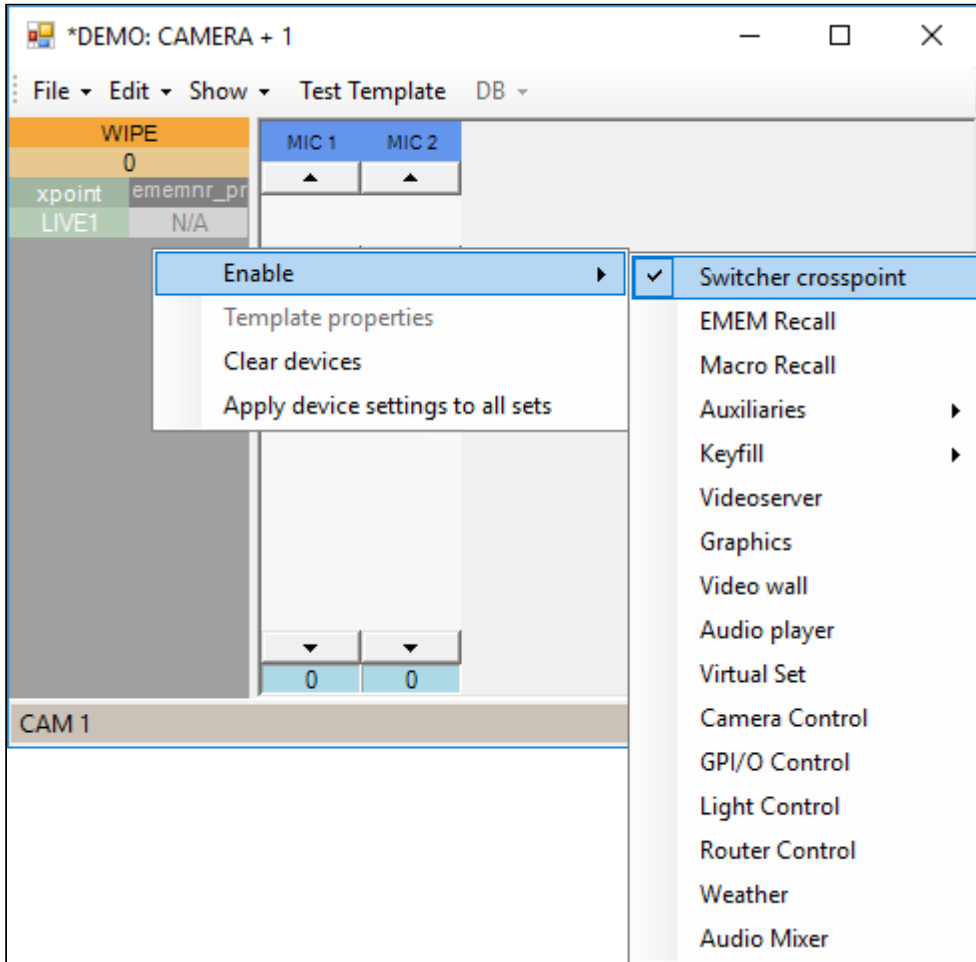 *DEMO: CAMERA + 1
File Edit Show Test Template DB
WIPE
0
xpoint ememnr_pr
LIVE1 N/A
MIC 1 MIC 2
Enable
Template properties
Clear devices
Apply device settings to all sets
Switcher crosspoint
EMEM Recall
Macro Recall
Auxiliaries
Keyfill
Videoserver
Graphics
Video wall
Audio player
Virtual Set
Camera Control
GPI/O Control
Light Control
Router Control
Weather
Audio Mixer
0 0
CAM 1